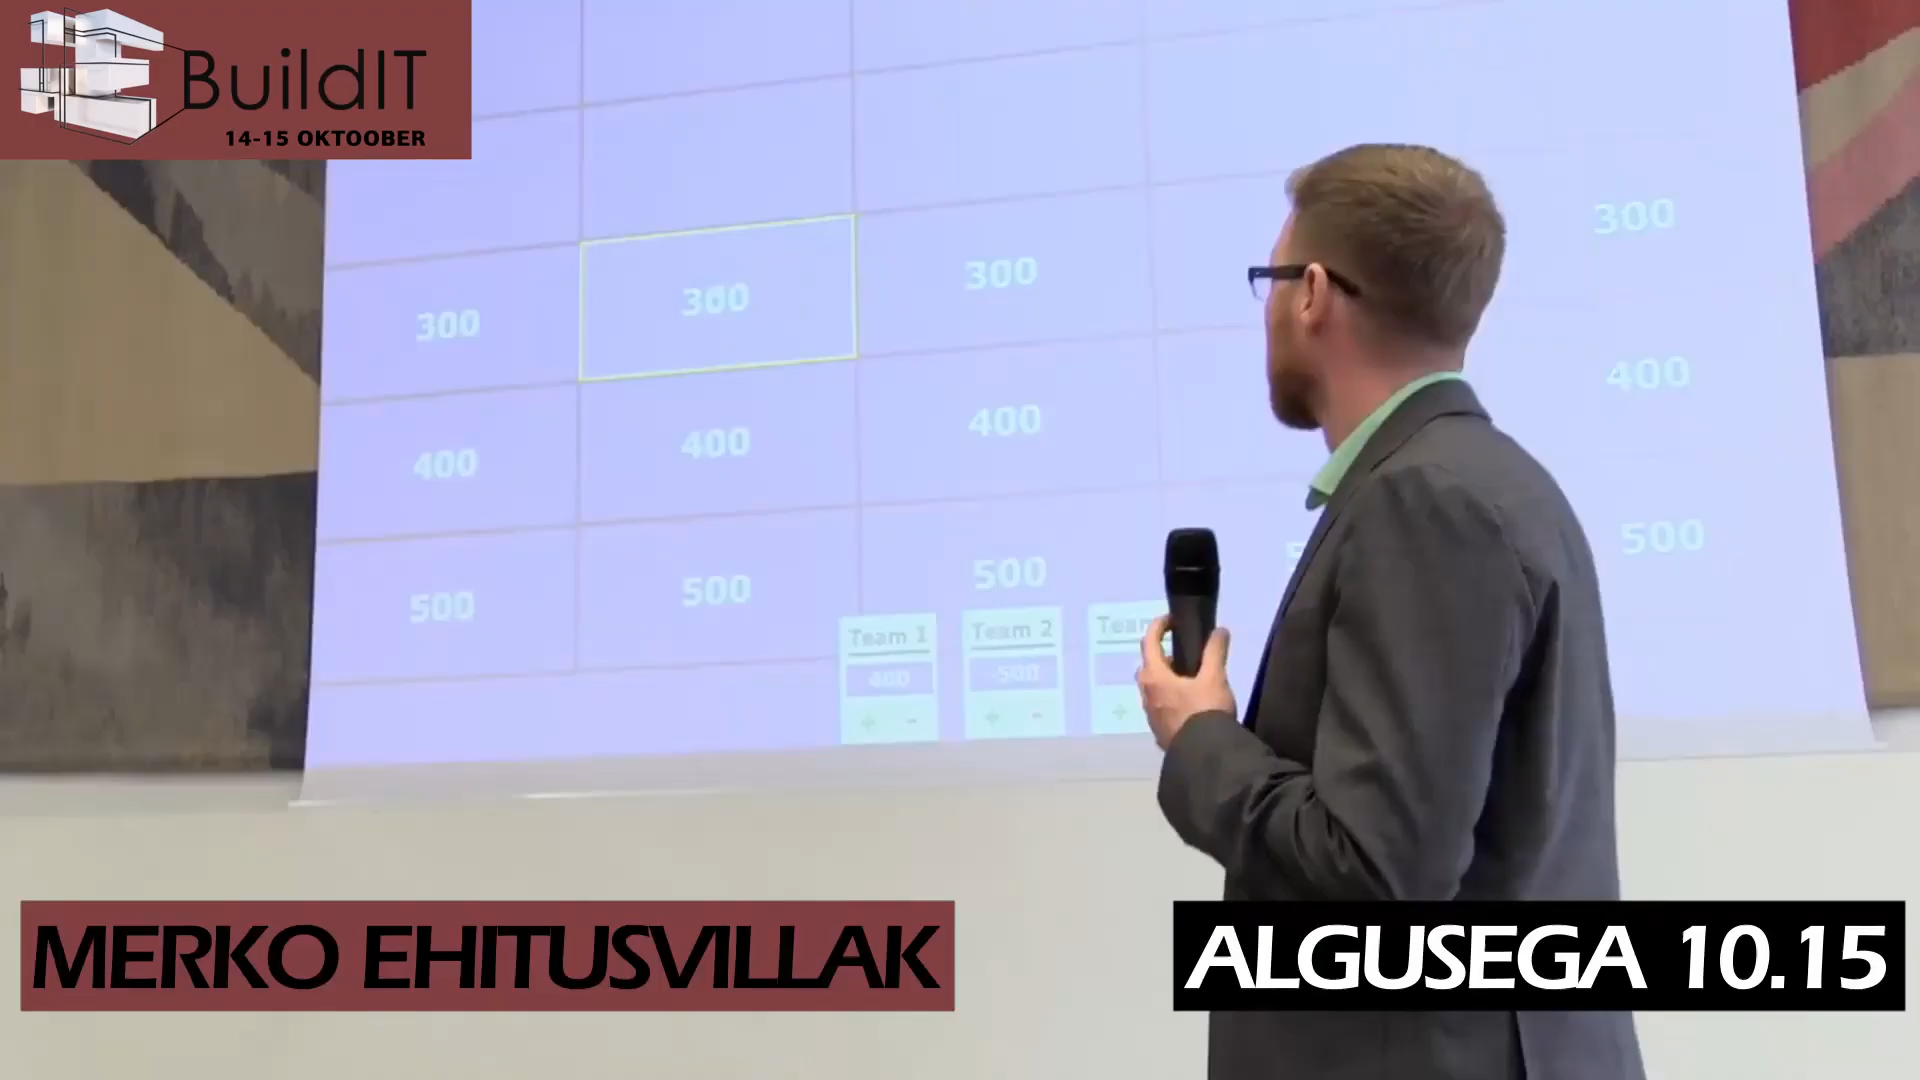 BuildIT
14-15 OKTOOBER
300
300
300
300
400
400
400
400
500
500
500
500
Team 1
Team 2
400
-500
+ -
+ -
+
MERKO EHITUSVILLAK
ALGUSEGA 10.15